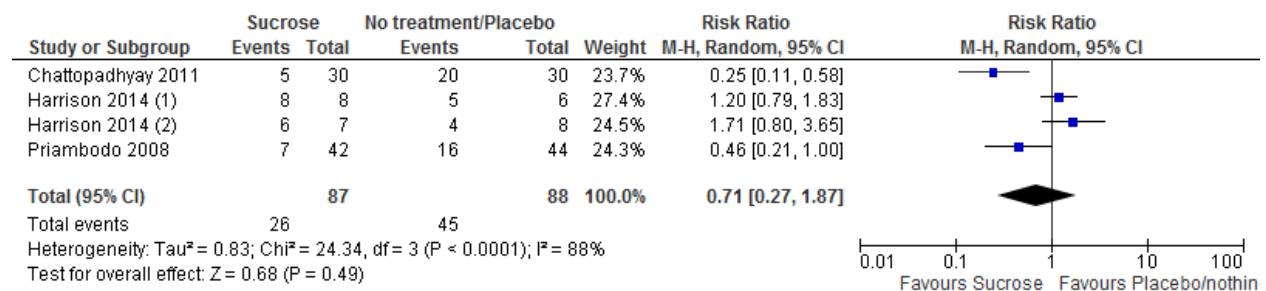 Sucrose No treatment/Placebo Risk Ratio Risk Ratio
Study or Subgroup Events Total Events Total Weight M-H, Random, 95% CI M-H, Random, 95% CI
Chattopadhyay 2011 5 30 20 30 23.7% 0.25 [0.11, 0.58]
Harrison 2014 (1) 8 8 5 6 27.4% 1.20 [0.79, 1.83]
Harrison 2014 (2) 6 7 4 8 24.5% 1.71 [0.80, 3.65]
Priambodo 2008 7 42 16 44 24.3% 0.46 [0.21, 1.00]
Total (95% CI) 87 88 100.0% 0.71 [0.27, 1.87]
Total events 26 45
Heterogeneity: Tau² = 0.83; Chi² = 24.34, df = 3 (P < 0.0001); I² = 88%
Test for overall effect: Z = 0.68 (P = 0.49)
0.01 0.1 1 10 100
Favours Sucrose Favours Placebo/nothin